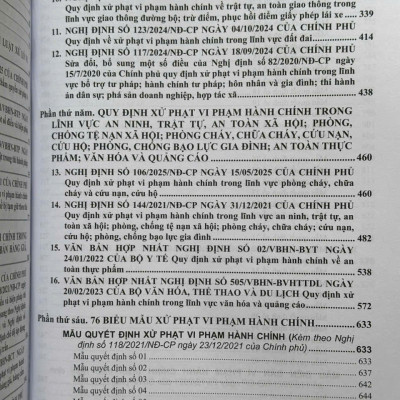 Quy định xử phạt vi phạm hành chính về trật tự, an toàn giao thông trong
lĩnh vực giao thông đường bộ; trừ điểm, phục hồi điểm giấy phép lái xe ..... 339
11. NGHỊ ĐỊNH SỐ 123/2024/NĐ-CP NGÀY 04/10/2024 CỦA CHÍNH PHỦ
Quy định về xử phạt vi phạm hành chính trong lĩnh vực đất đai ..... 414
12. NGHỊ ĐỊNH SỐ 117/2024/NĐ-CP NGÀY 18/09/2024 CỦA CHÍNH PHỦ
Sửa đổi, bổ sung một số điều của Nghị định số 82/2020/NĐ-CP ngày
15/7/2020 của Chính phủ quy định xử phạt vi phạm hành chính trong lĩnh
vực bổ trợ tư pháp; hành chính tư pháp; hôn nhân và gia đình; thi hành
án dân sự; phá sản doanh nghiệp, hợp tác xã ..... 438
Phần thứ năm. QUY ĐỊNH XỬ PHẠT VI PHẠM HÀNH CHÍNH TRONG
LĨNH VỰC AN NINH, TRẬT TỰ, AN TOÀN XÃ HỘI; PHÒNG,
CHỐNG TỆ NẠN XÃ HỘI; PHÒNG CHÁY, CHỮA CHÁY, CỨU NẠN,
CỨU HỘ; PHÒNG, CHỐNG BẠO LỰC GIA ĐÌNH; AN TOÀN THỰC
PHẨM; VĂN HÓA VÀ QUẢNG CÁO ..... 460
13. NGHỊ ĐỊNH SỐ 106/2025/NĐ-CP NGÀY 15/05/2025 CỦA CHÍNH PHỦ
Quy định xử phạt vi phạm hành chính trong lĩnh vực phòng cháy, chữa
cháy và cứu nạn, cứu hộ ..... 460
14. NGHỊ ĐỊNH SỐ 144/2021/NĐ-CP NGÀY 31/12/2021 CỦA CHÍNH PHỦ
Quy định xử phạt vi phạm hành chính trong lĩnh vực an ninh, trật tự, an
toàn xã hội; phòng, chống tệ nạn xã hội; phòng cháy, chữa cháy; cứu nạn,
cứu hộ; phòng, chống bạo lực gia đình ..... 482
15. VĂN BẢN HỢP NHẤT NGHỊ ĐỊNH SỐ 02/VBHN-BYT NGÀY
24/01/2022 CỦA BỘ Y TẾ Quy định xử phạt vi phạm hành chính về an
toàn thực phẩm ..... 538
16. VĂN BẢN HỢP NHẤT NGHỊ ĐỊNH SỐ 505/VBHN-BVHTTDL NGÀY
20/02/2023 CỦA BỘ VĂN HÓA, THỂ THAO VÀ DU LỊCH Quy định xử
phạt vi phạm hành chính trong lĩnh vực văn hóa và quảng cáo ..... 572
Phần thứ sáu. 76 BIỂU MẪU XỬ PHẠT VI PHẠM HÀNH CHÍNH ..... 633
MẪU QUYẾT ĐỊNH XỬ PHẠT VI PHẠM HÀNH CHÍNH (Kèm theo Nghị
định số 118/2021/NĐ-CP ngày 23/12/2021 của Chính phủ) ..... 633
Mẫu quyết định số 01
Mẫu quyết định số 02
Mẫu quyết định số 03
Mẫu quyết định số 04